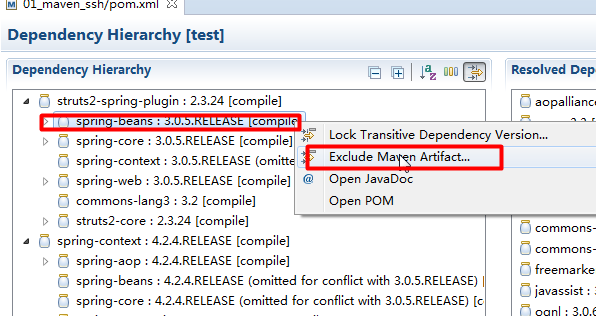 01_maven_ssh/pom.xml
Dependency Hierarchy [test]
Dependency Hierarchy
Resolved Dep
struts2-spring-plugin : 2.3.24 [compile]
spring-beans : 3.0.5.RELEASE [compile
spring-core : 3.0.5.RELEASE [compile]
spring-context : 3.0.5.RELEASE (omitted
spring-web : 3.0.5.RELEASE [compile]
commons-lang3 : 3.2 [compile]
struts2-core : 2.3.24 [compile]
spring-context : 4.2.4.RELEASE [compile]
spring-aop : 4.2.4.RELEASE [compile]
spring-beans : 4.2.4.RELEASE (omitted for conflict with 3.0.5.RELEASE) [
spring-core : 4.2.4.RELEASE (omitted for conflict with 3.0.5.RELEASE) [c
Lock Transitive Dependency Version...
Exclude Maven Artifact...
@ Open JavaDoc
Open POM
aopalliance
commons-
commons-
freemarke
javassist : 3
ognl : 3.0.6